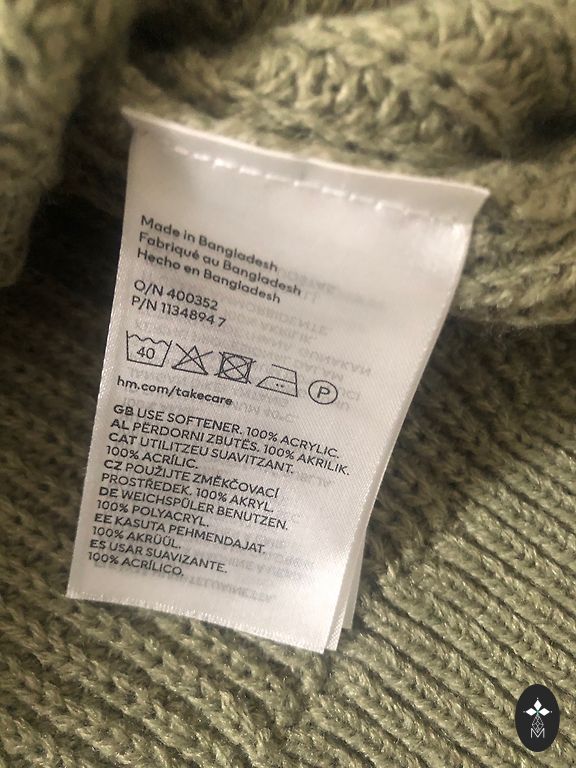 Made in Bangladesh
Fabriqué au Bangladesh
Hecho en Bangladesh
O/N 400352
P/N 11348947
40
P
hm.com/takecare
GB USE SOFTENER. 100% ACRYLIC.
AL PËRDORNI ZBUTËS. 100% AKRILIK.
CAT UTILITZEU SUAVITZANT.
100% ACRÍLIC.
CZ POUŽIJTE ZMĚKČOVACÍ
PROSTŘEDEK. 100% AKRYL.
DE WEICHSPÜLER BENUTZEN.
100% POLYACRYL.
EE KASUTA PEHMENDAJAT.
100% AKRÜÜL.
ES USAR SUAVIZANTE.
100% ACRÍLICO.
M